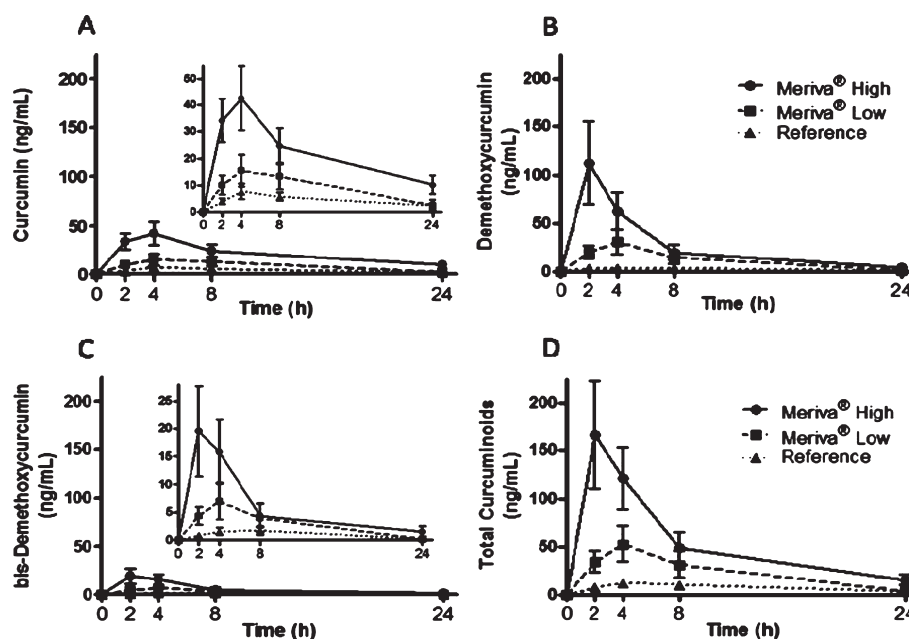 A
Curcumin (ng/mL)
200
150
100
50
0
0 2 4 8 24
Time (h)
50
40
30
20
10
0
0 2 4 8 24
B
Demethoxycurcumin
(ng/mL)
200
150
100
50
0
0 2 4 8 24
Time (h)
Meriva® High
Meriva® Low
Reference
C
bis-Demethoxycurcumin
(ng/mL)
200
150
100
50
0
0 2 4 8 24
Time (h)
25
20
15
10
5
0
0 2 4 8 24
D
Total Curcuminoids
(ng/mL)
200
150
100
50
0
0 2 4 8 24
Time (h)
Meriva® High
Meriva® Low
Reference